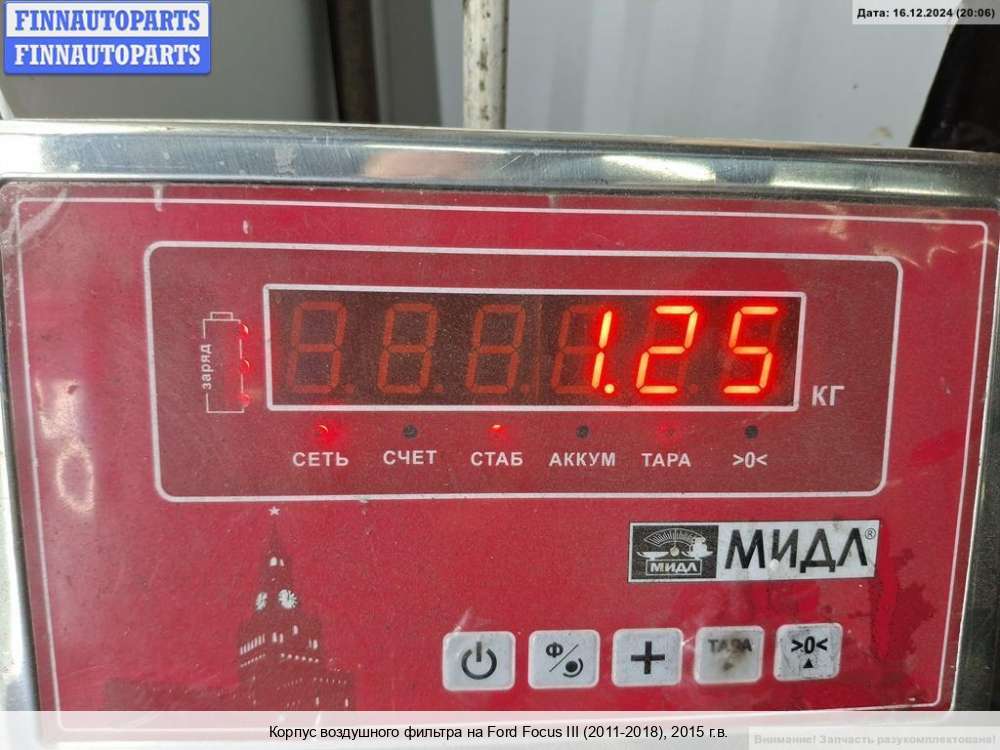 FINNAUTOPARTS
FINNAUTOPARTS
Дата: 16.12.2024 (20:06)
заряд
1.25
КГ
СЕТЬ СЧЕТ СТАБ АККУМ ТАРА >0<
МИДЛ МИДЛ®
Ф + ТАРА >0<
Корпус воздушного фильтра на Ford Focus III (2011-2018), 2015 г.в.
Внимание! Запчасть разукомплектована!